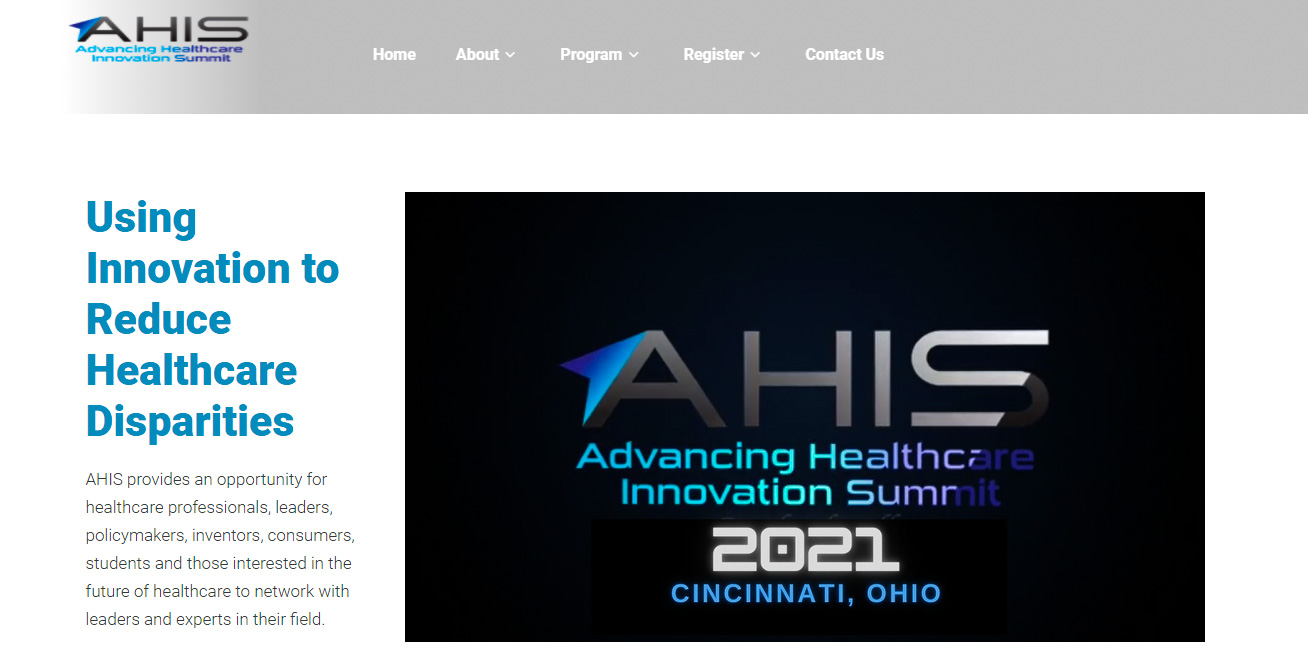 AHIS
Advancing Healthcare
Innovation Summit
Home About Program Register Contact Us
Using
Innovation to
Reduce
Healthcare
Disparities
AHIS provides an opportunity for
healthcare professionals, leaders,
policymakers, inventors, consumers,
students and those interested in the
future of healthcare to network with
leaders and experts in their field.
AHIS
Advancing Healthcare
Innovation Summit
2021
CINCINNATI, OHIO